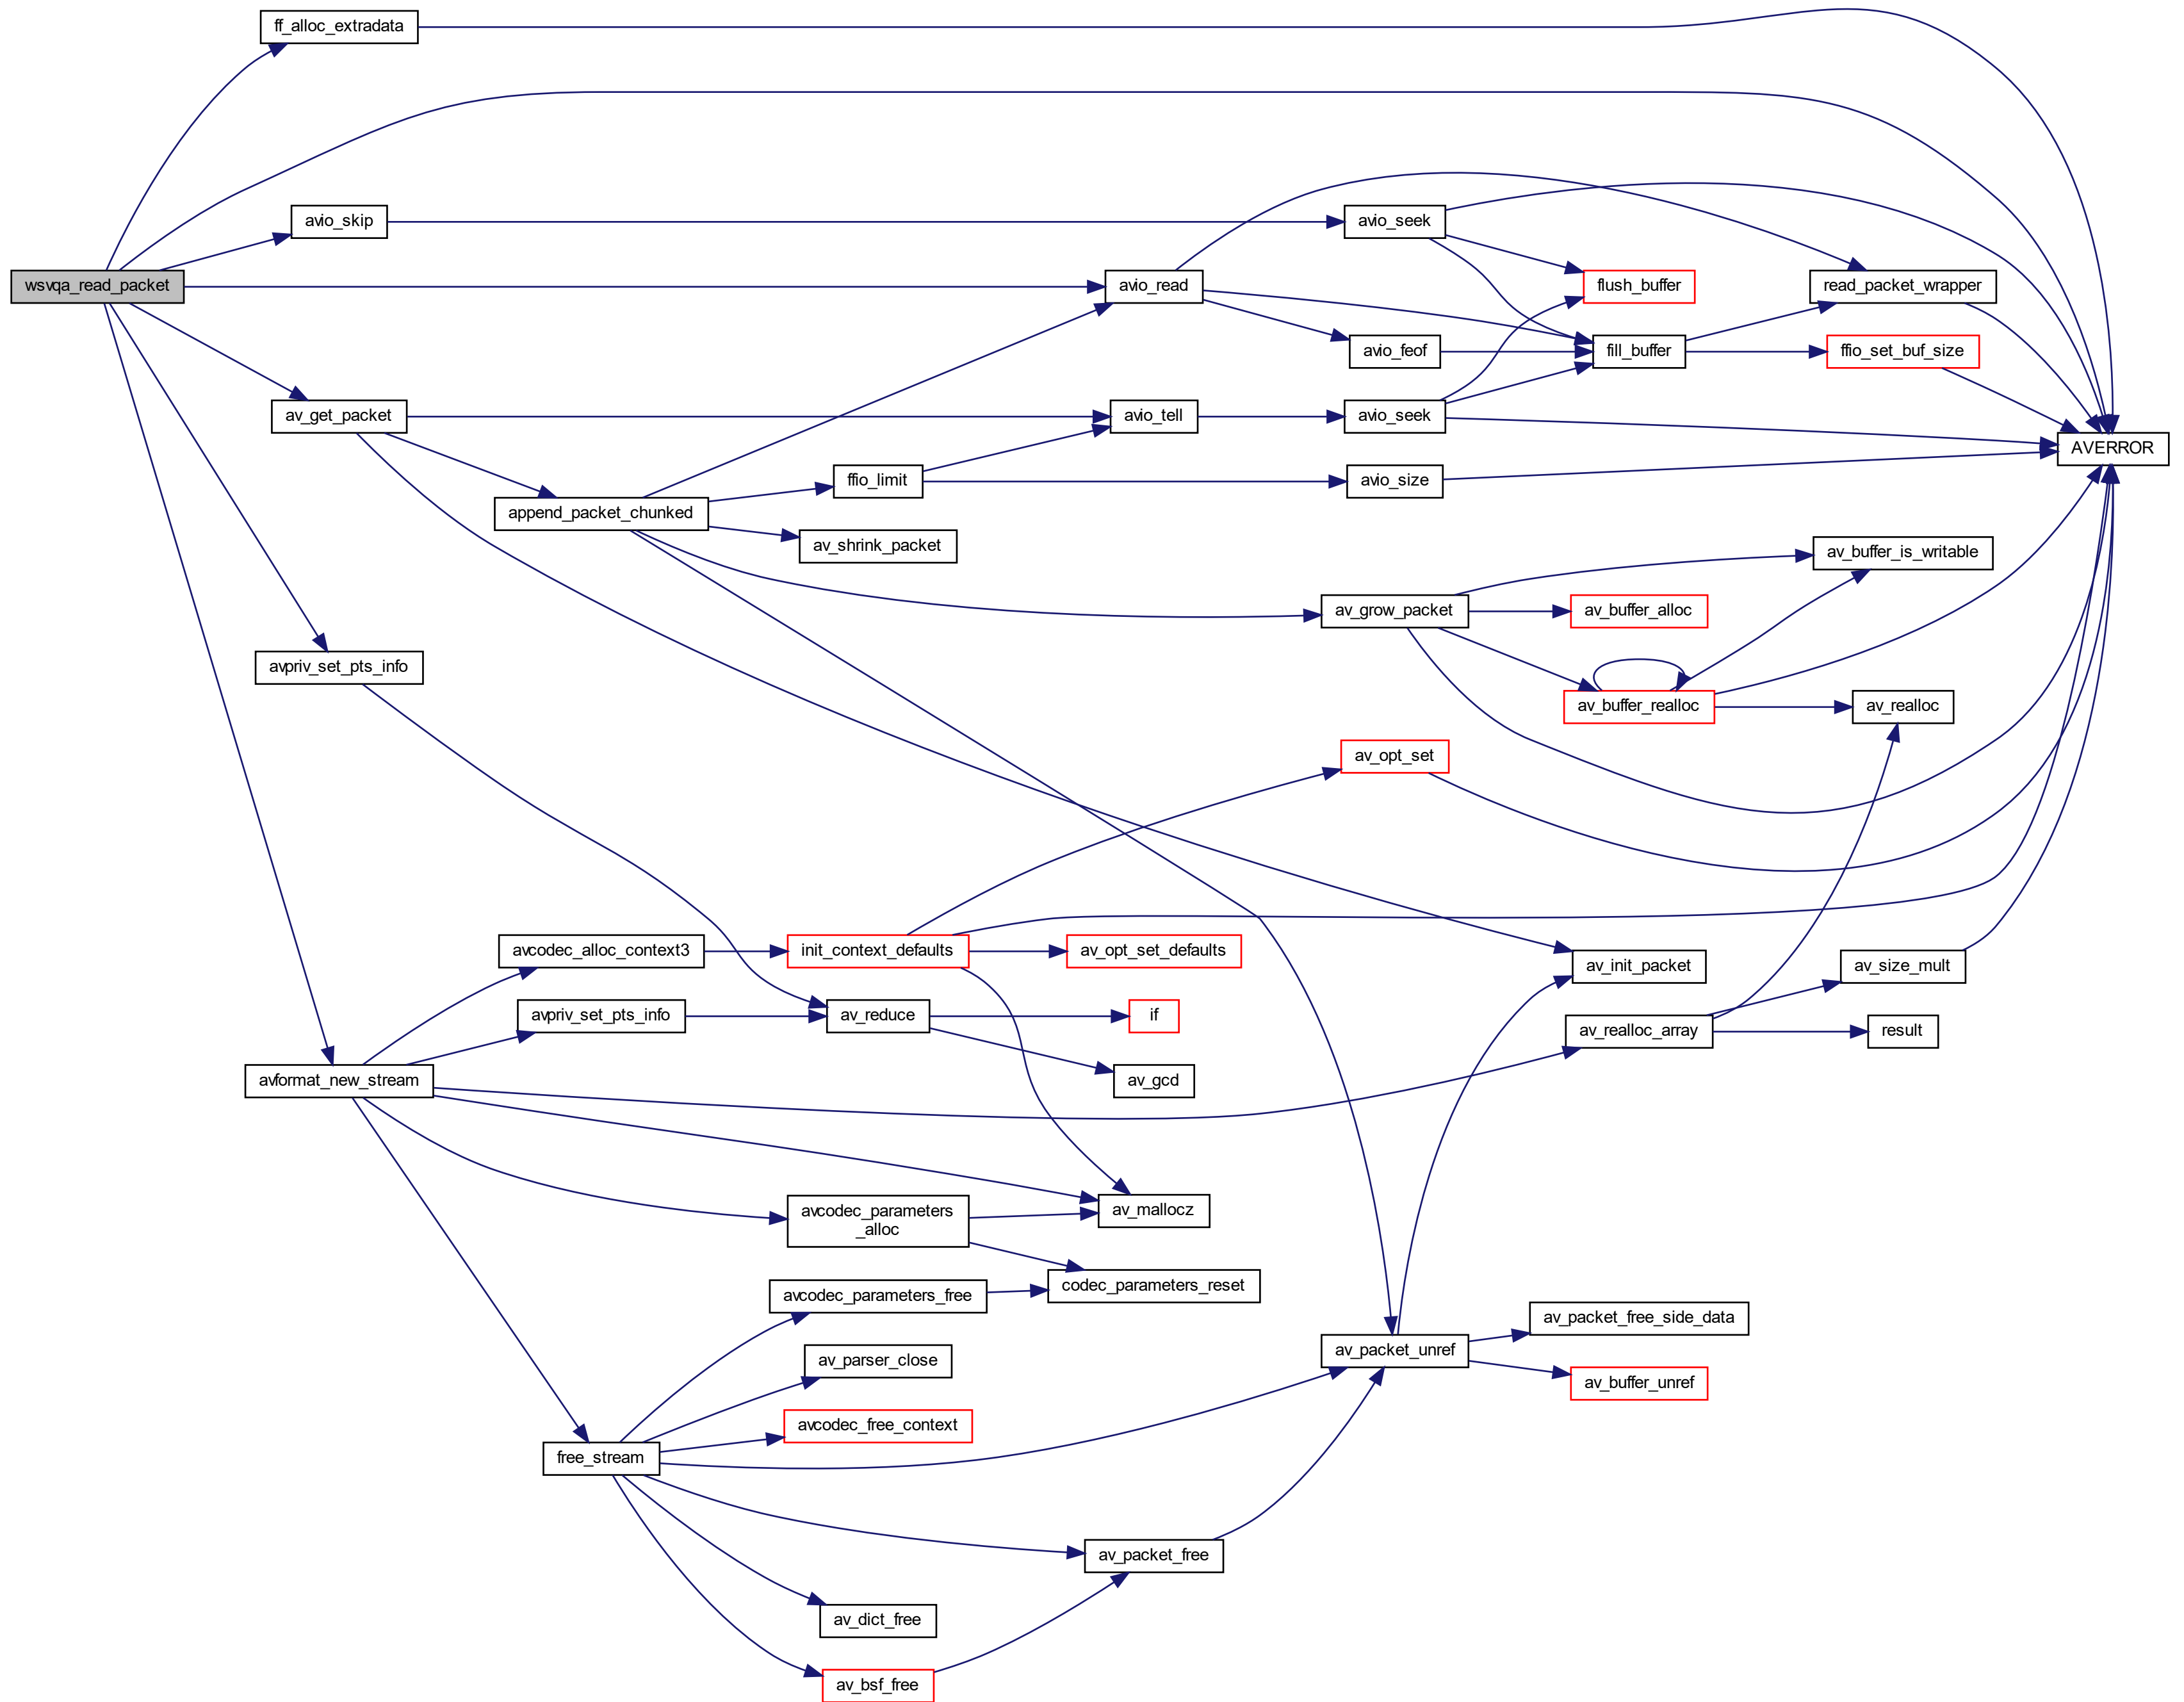 ff_alloc_extradata
avio_skip
avio_seek
wsvqa_read_packet
avio_read
flush_buffer
read_packet_wrapper
avio_feof
fill_buffer
ffio_set_buf_size
av_get_packet
avio_tell
avio_seek
AVERROR
ffio_limit
avio_size
append_packet_chunked
av_shrink_packet
av_buffer_is_writable
av_grow_packet
av_buffer_alloc
avpriv_set_pts_info
av_buffer_realloc
av_realloc
av_opt_set
avcodec_alloc_context3
init_context_defaults
av_opt_set_defaults
av_init_packet
av_size_mult
avpriv_set_pts_info
av_reduce
if
av_realloc_array
result
avformat_new_stream
av_gcd
avcodec_parameters
_alloc
av_mallocz
codec_parameters_reset
avcodec_parameters_free
av_packet_free_side_data
av_parser_close
av_packet_unref
av_buffer_unref
avcodec_free_context
free_stream
av_packet_free
av_dict_free
av_bsf_free